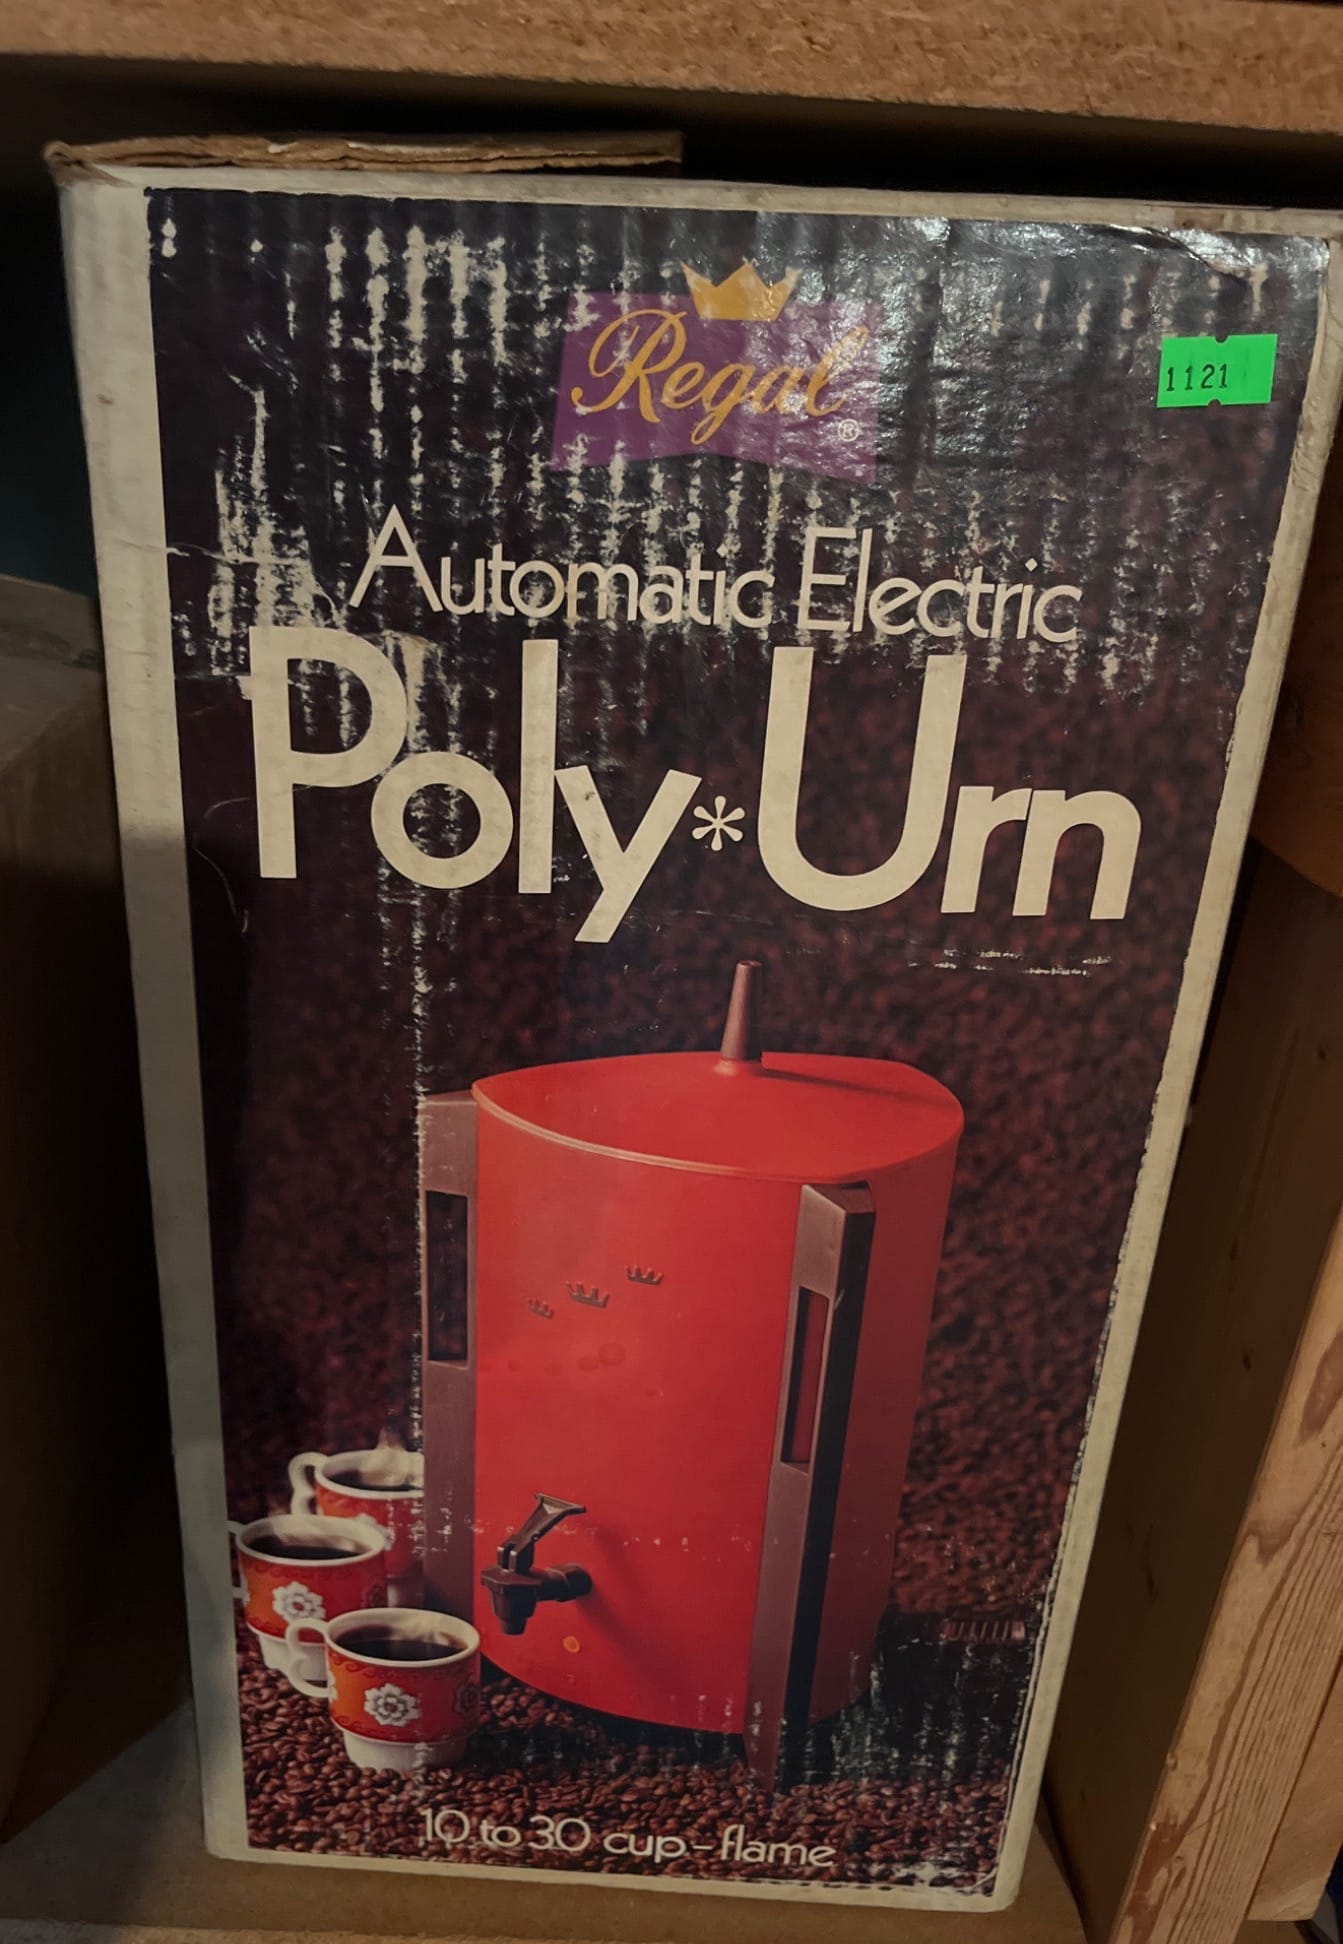 Regal®
1121
Automatic Electric
Poly*Urn
10 to 30 cup-flame